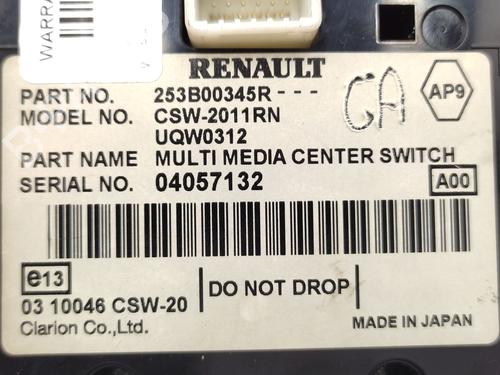 WARRA
RENAULT
PART NO. 253B00345R---
MODEL NO. CSW-2011RN
UQW0312
PART NAME MULTI MEDIA CENTER SWITCH
SERIAL NO. 04057132
CA
AP9
A00
e13
03 10046 CSW-20
DO NOT DROP
Clarion Co.,Ltd.
MADE IN JAPAN